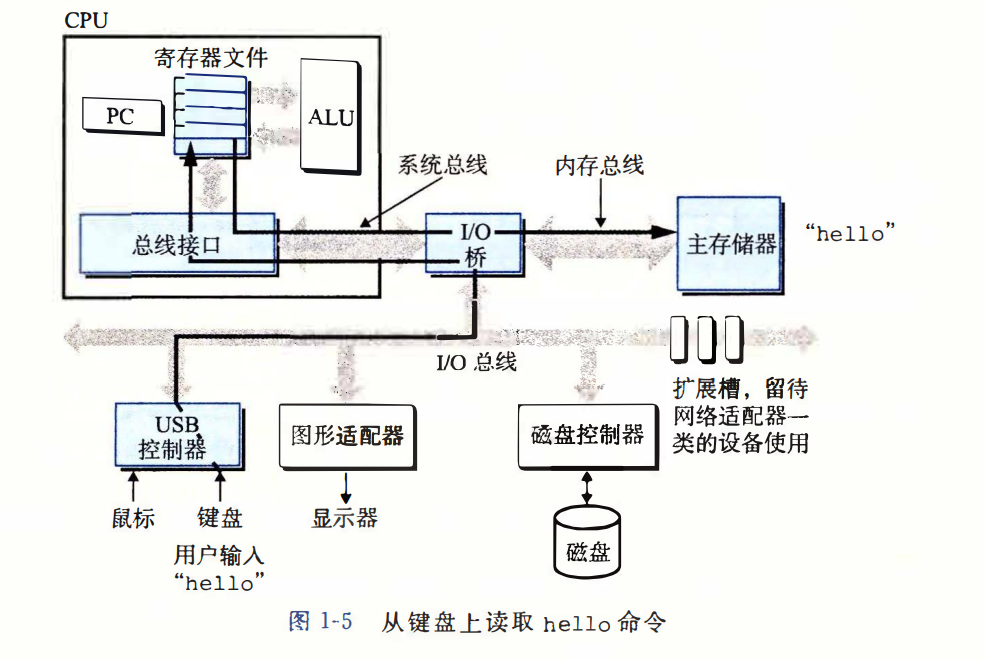 CPU
寄存器文件
PC
ALU
系统总线
内存总线
总线接口
I/O
桥
主存储器
“hello”
I/O 总线
扩展槽，留待
网络适配器一
类的设备使用
USB
控制器
图形适配器
磁盘控制器
鼠标
键盘
显示器
磁盘
用户输入
“hello”
图 1-5 从键盘上读取 hello 命令